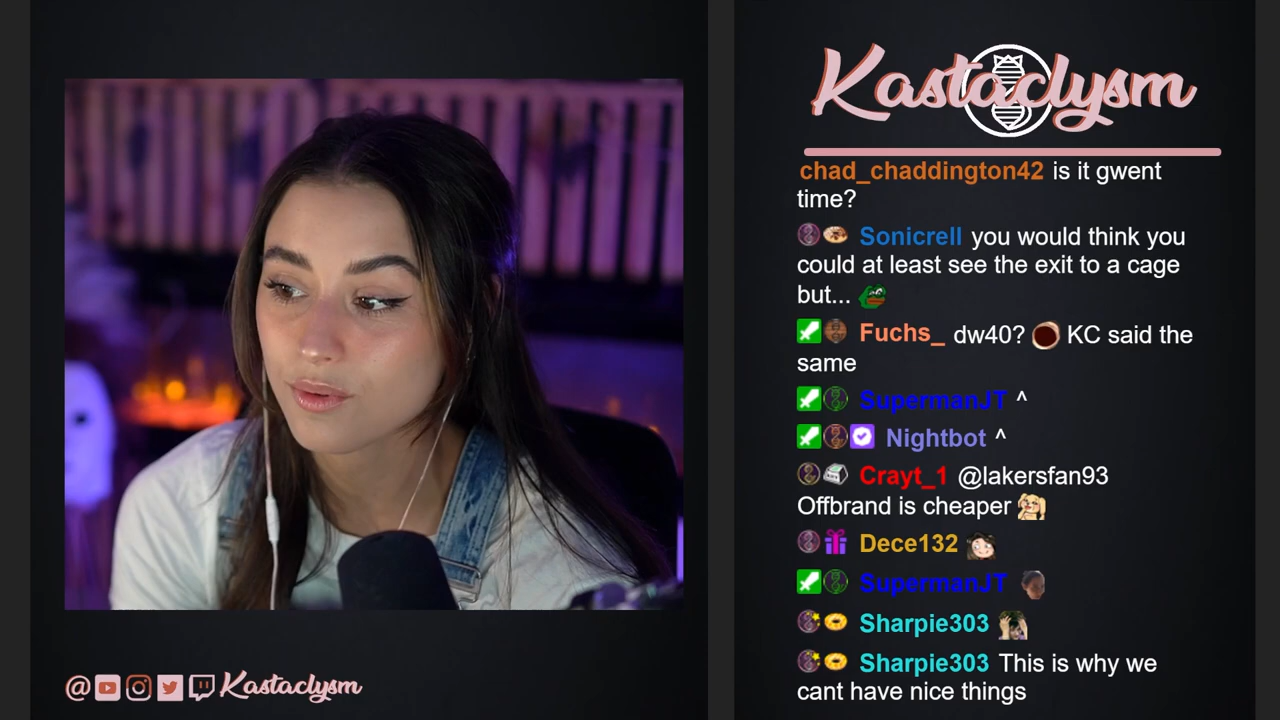 Kastaclysm
chad_chaddington42 is it gwent
time?
Sonicrell you would think you
could at least see the exit to a cage
but...
Fuchs_ dw40? KC said the
same
SupermanJT ^
Nightbot ^
Crayt_1 @lakersfan93
Offbrand is cheaper
Dece132
SupermanJT
Sharpie303
Sharpie303 This is why we
cant have nice things
@ Kastaclysm